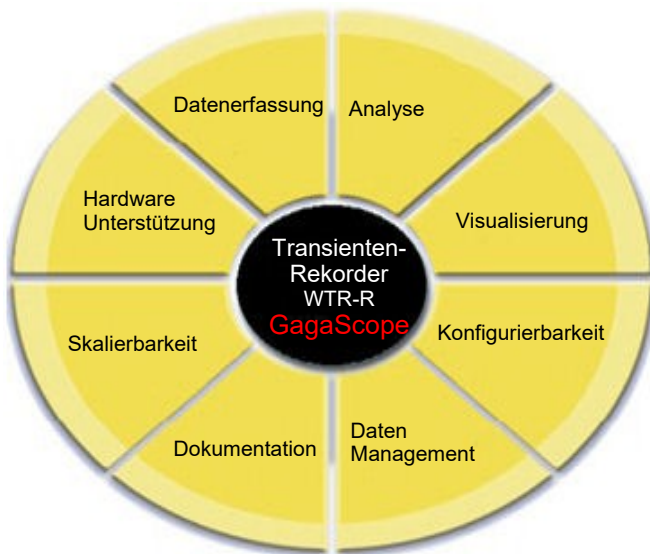 Datenerfassung
Analyse
Hardware
Unterstützung
Visualisierung
Transienten-
Rekorder
WTR-R
GagaScope
Skalierbarkeit
Konfigurierbarkeit
Dokumentation
Daten
Management